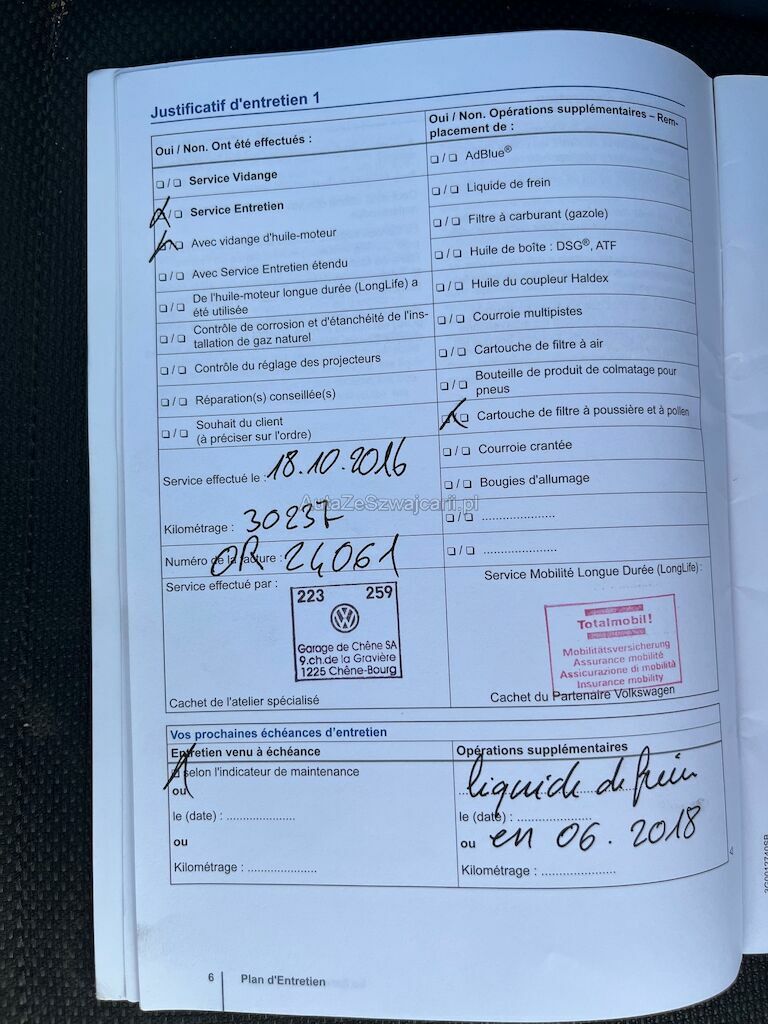 Justificatif d'entretien 1
Oui / Non. Ont été effectués :
❑ / ❑ Service Vidange
❑ / ❑ Service Entretien
❑ / ❑ Avec vidange d'huile-moteur
❑ / ❑ Avec Service Entretien étendu
❑ / ❑ De l'huile-moteur longue durée (LongLife) a
été utilisée
❑ / ❑ Contrôle de corrosion et d'étanchéité de l'ins-
tallation de gaz naturel
❑ / ❑ Contrôle du réglage des projecteurs
❑ / ❑ Réparation(s) conseillée(s)
❑ / ❑ Souhait du client
(à préciser sur l'ordre)
Service effectué le : 18.10.2016
Kilométrage : 30237
Numéro de la facture : OR 24061
Service effectué par :
223 259
Garage de Chêne SA
9.ch.de la Gravière
1225 Chêne-Bourg
Cachet de l'atelier spécialisé
Oui / Non. Opérations supplémentaires – Rem-
placement de :
❑ / ❑ AdBlue®
❑ / ❑ Liquide de frein
❑ / ❑ Filtre à carburant (gazole)
❑ / ❑ Huile de boîte : DSG®, ATF
❑ / ❑ Huile du coupleur Haldex
❑ / ❑ Courroie multipistes
❑ / ❑ Cartouche de filtre à air
❑ / ❑ Bouteille de produit de colmatage pour
pneus
❑ / ❑ Cartouche de filtre à poussière et à pollen
❑ / ❑ Courroie crantée
❑ / ❑ Bougies d'allumage
❑ / ❑ .....................
❑ / ❑ .....................
Service Mobilité Longue Durée (LongLife) :
Totalmobil!
Mobilitätsversicherung
Assurance mobilité
Assicurazione di mobilità
Insurance mobility
Cachet du Partenaire Volkswagen
AutaZeSzwajcarii.pl
Vos prochaines échéances d'entretien
Entretien venu à échéance
❑ selon l'indicateur de maintenance
ou
le (date) : ....................
ou
Kilométrage : ....................
Opérations supplémentaires
liquide de frein
le (date) : .....................
ou en 06.2018
Kilométrage : .....................
6 Plan d'Entretien